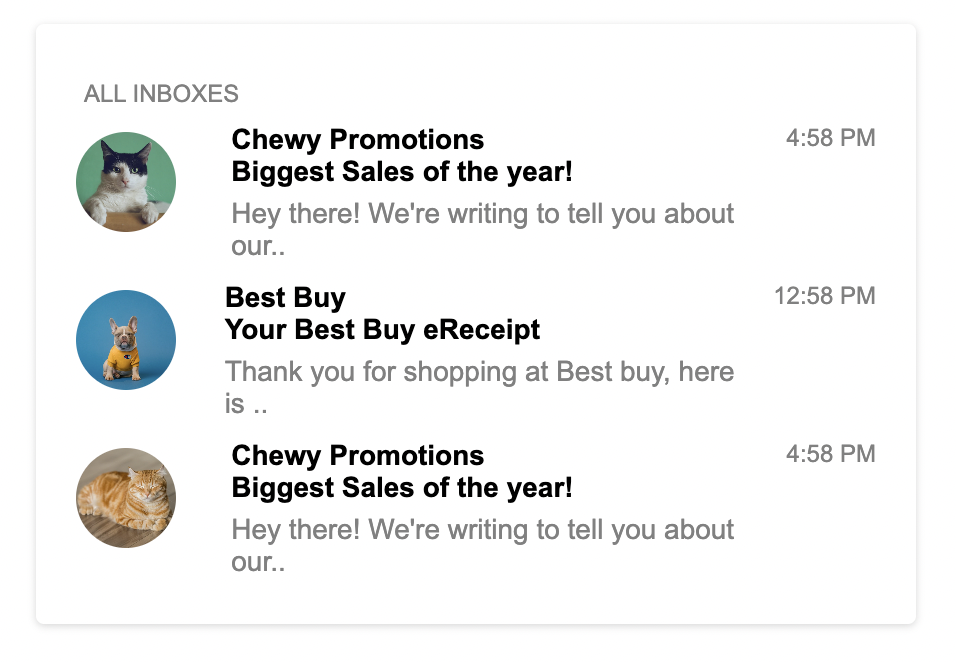 ALL INBOXES
Chewy Promotions
4:58 PM
Biggest Sales of the year!
Hey there! We're writing to tell you about
our..
Best Buy
12:58 PM
Your Best Buy eReceipt
Thank you for shopping at Best buy, here
is ..
Chewy Promotions
4:58 PM
Biggest Sales of the year!
Hey there! We're writing to tell you about
our..